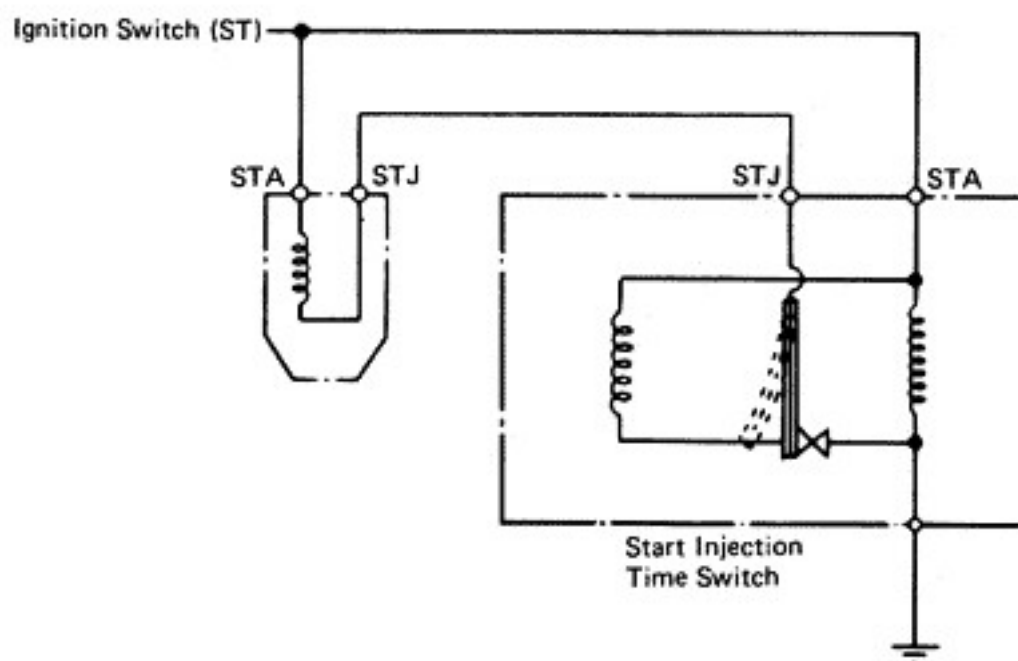 Ignition Switch (ST)
STA
STJ
STJ
STA
Start Injection
Time Switch